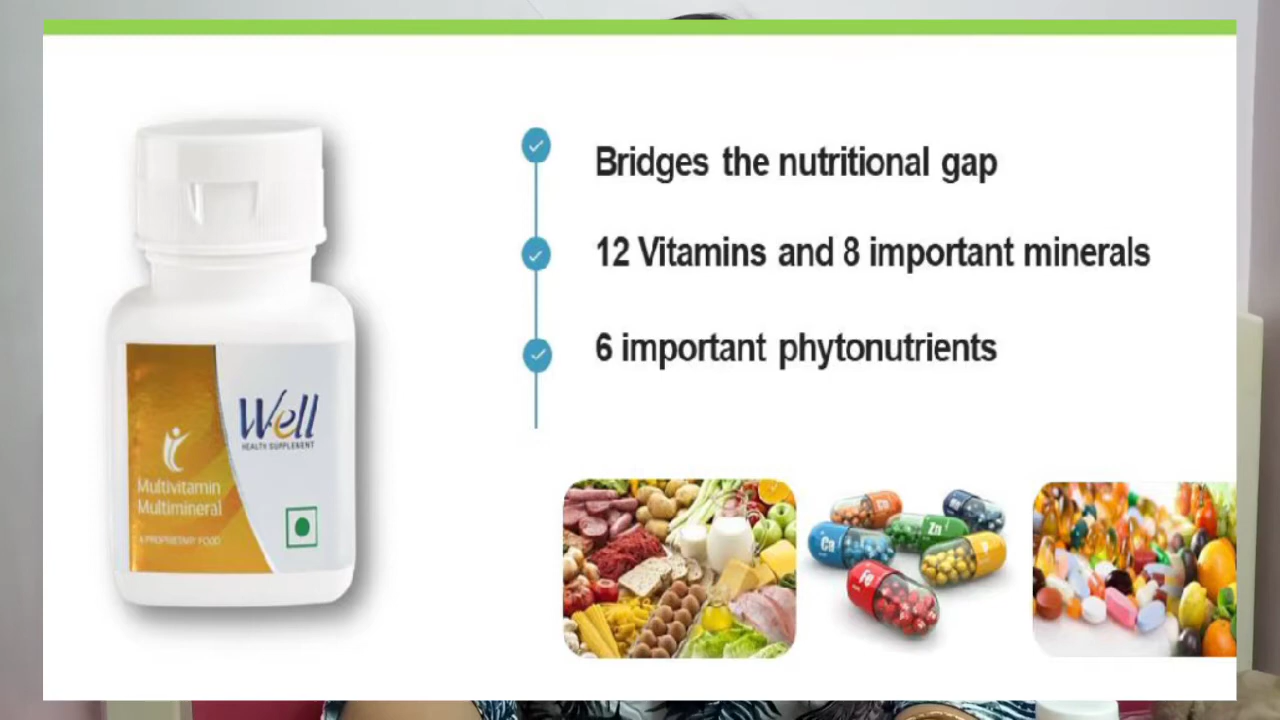 Bridges the nutritional gap
12 Vitamins and 8 important minerals
6 important phytonutrients
Well
HEALTH SUPPLEMENT
Multivitamin
Multimineral
A PROPRIETARY FOOD
Ca
Zn
Fe